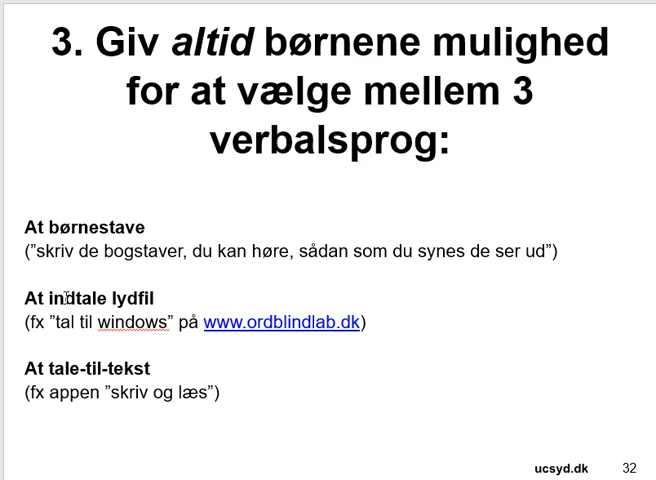 3. Giv altid børnene mulighed
for at vælge mellem 3
verbalsprog:
At børnestave
(”skriv de bogstaver, du kan høre, sådan som du synes de ser ud”)
At indtale lydfil
(fx ”tal til windows” på www.ordblindlab.dk)
At tale-til-tekst
(fx appen ”skriv og læs”)
ucsyd.dk 32